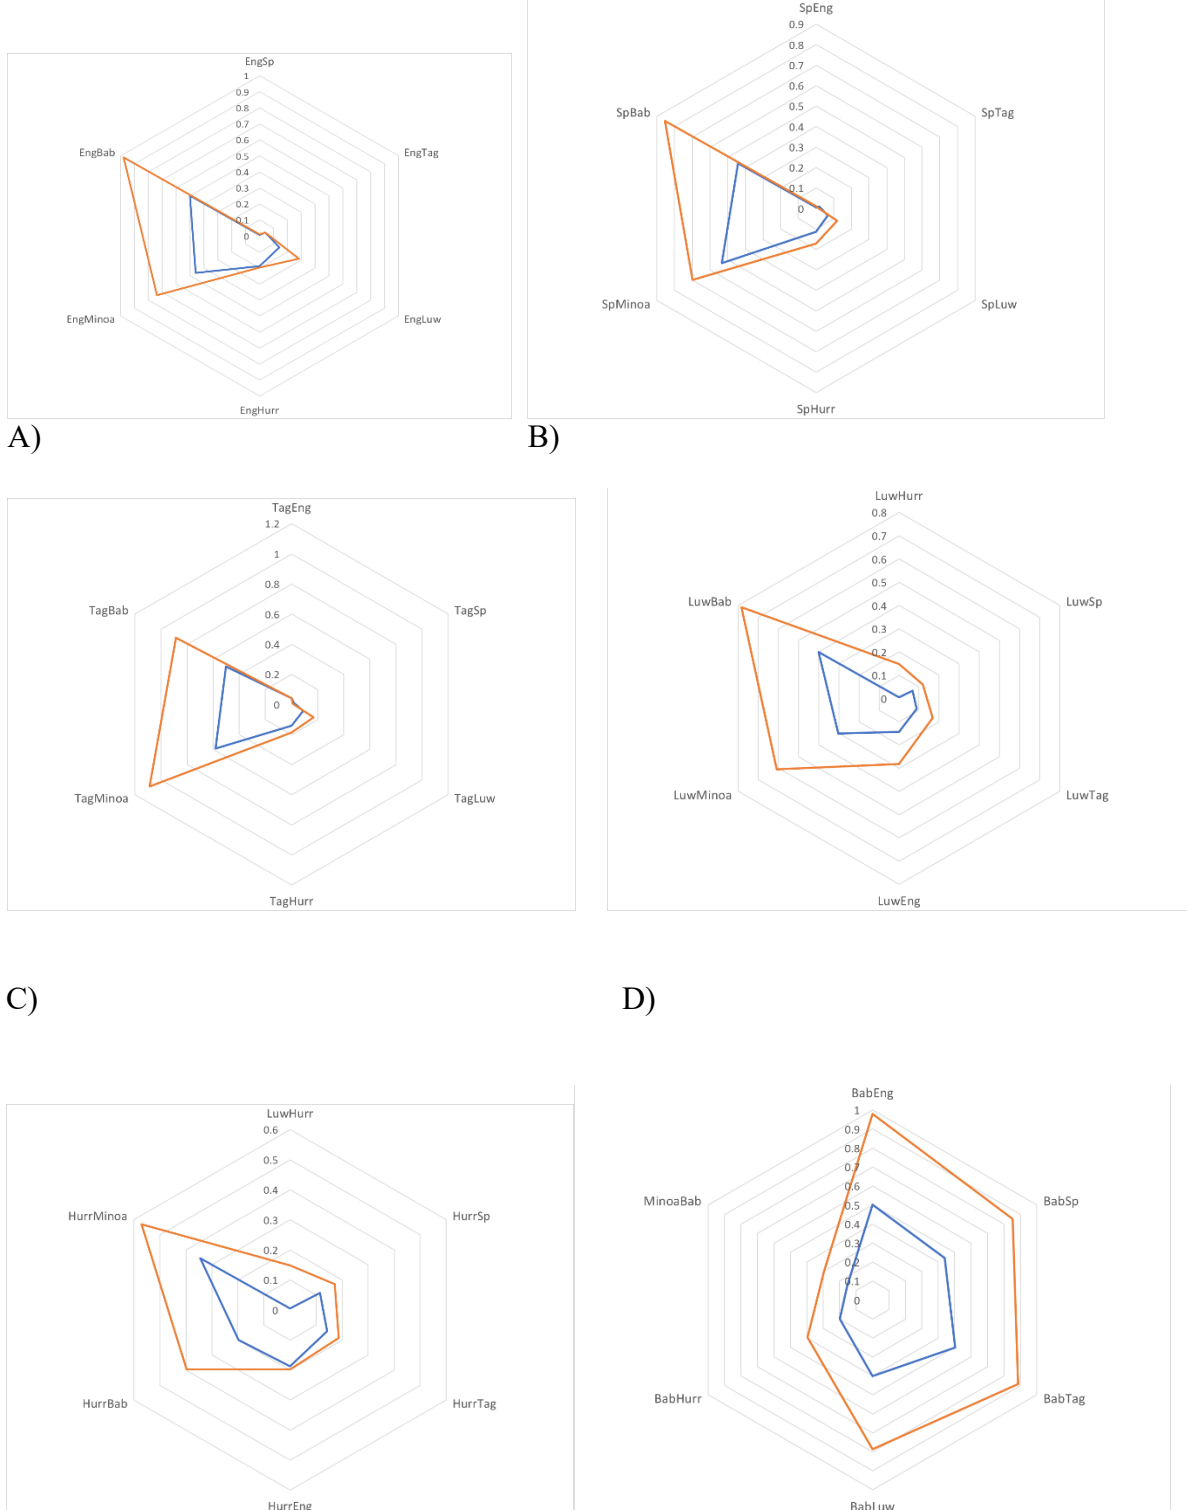 EngSp
1
0.9
0.8
0.7
0.6
0.5
0.4
0.3
0.2
0.1
0
EngBab
EngTag
EngMinoa
EngLuw
EngHurr
A)
SpEng
0.9
0.8
0.7
0.6
0.5
0.4
0.3
0.2
0.1
0
SpBab
SpTag
SpMinoa
SpLuw
SpHurr
B)
TagEng
1.2
1
0.8
0.6
0.4
0.2
0
TagBab
TagSp
TagMinoa
TagLuw
TagHurr
C)
LuwHurr
0.8
0.7
0.6
0.5
0.4
0.3
0.2
0.1
0
LuwBab
LuwSp
LuwMinoa
LuwTag
LuwEng
D)
LuwHurr
0.6
0.5
0.4
0.3
0.2
0.1
0
HurrMinoa
HurrSp
HurrBab
HurrTag
HurrEng
BabEng
1
0.9
0.8
0.7
0.6
0.5
0.4
0.3
0.2
0.1
0
MinoaBab
BabSp
BabHurr
BabTag
BabLuw